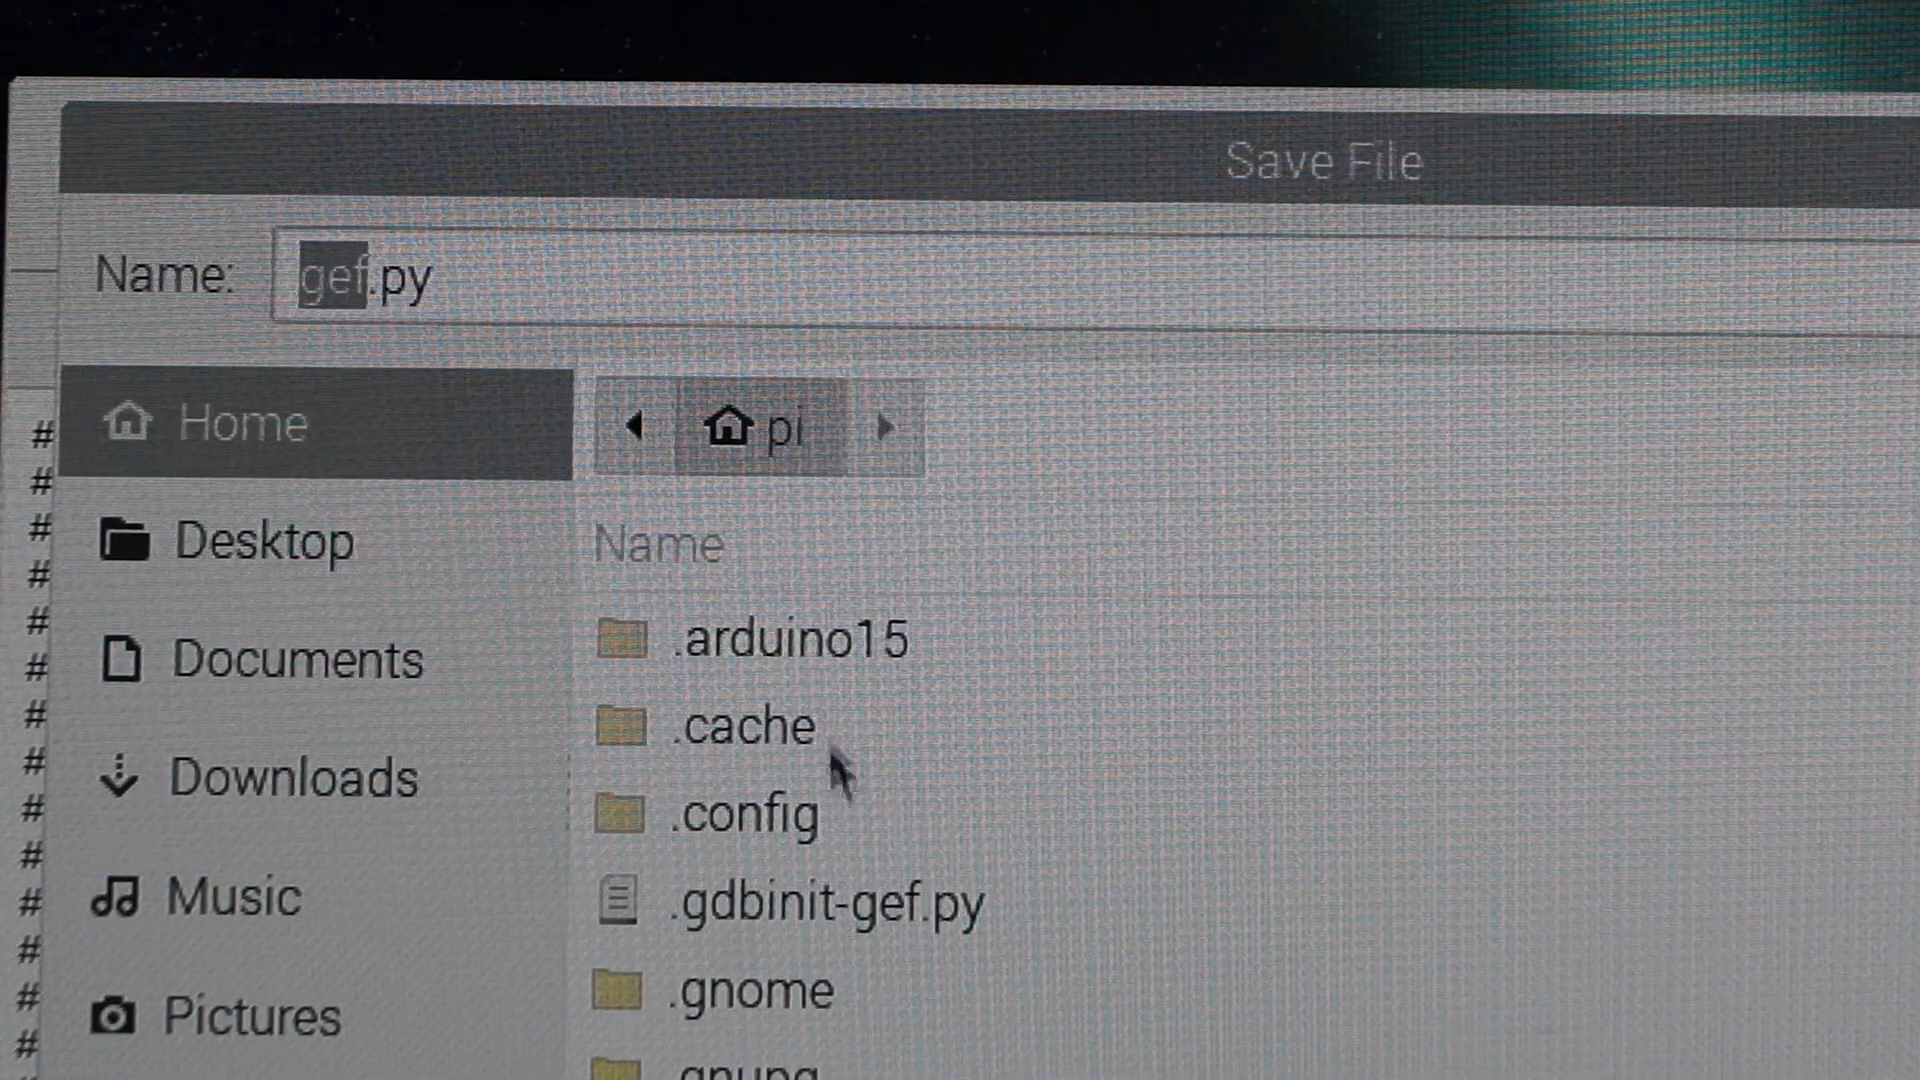 Save File
Name: gef.py
Home
pi
Desktop
Name
.arduino15
Documents
.cache
Downloads
.config
Music
.gdbinit-gef.py
.gnome
Pictures
.gnupg
#
#
#
#
#
#
#
#
#
#
#
#
#
#